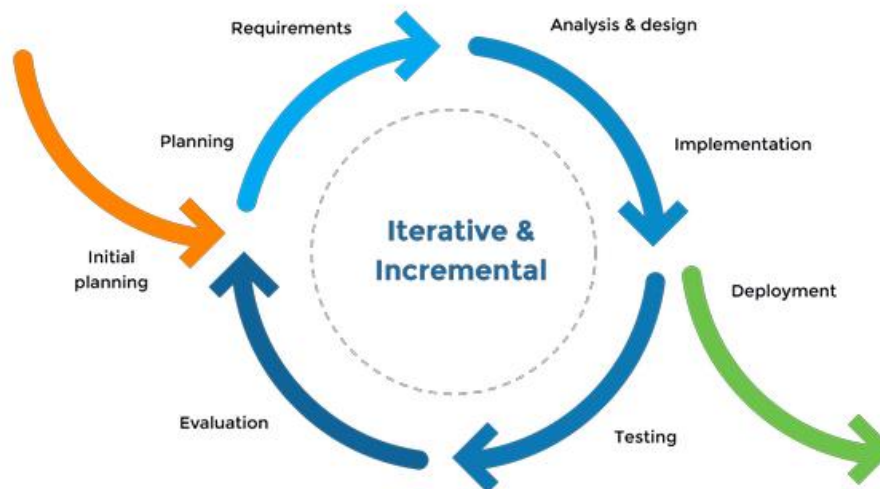 Requirements
Analysis & design
Planning
Implementation
Iterative &
Incremental
Initial
planning
Deployment
Evaluation
Testing